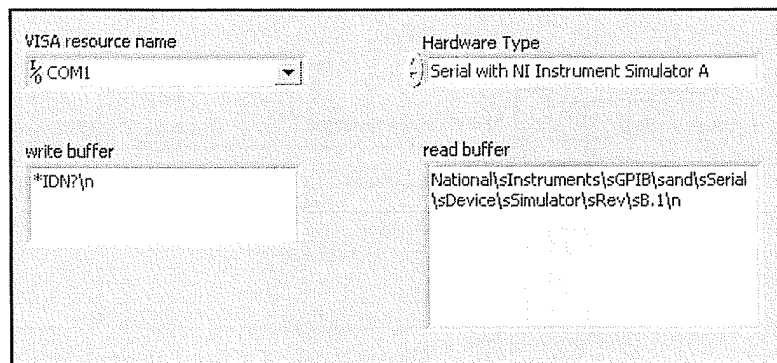 VISA resource name
COM1
Hardware Type
Serial with NI Instrument Simulator A
write buffer
*IDN?\n
read buffer
National\sInstruments\sGPIB\sand\sSerial
\sDevice\sSimulator\sRev\sB.1\n